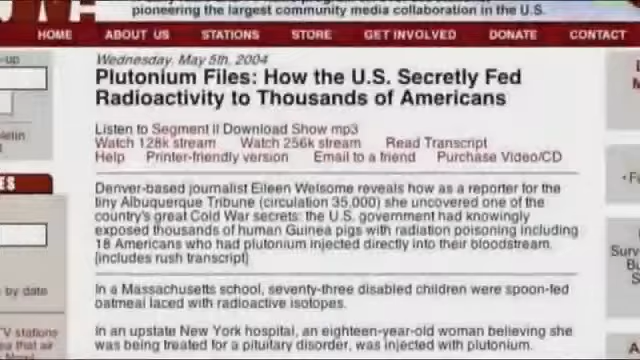 pioneering the largest community media collaboration in the U.S.
HOME ABOUT US STATIONS STORE GET INVOLVED DONATE CONTACT
-up
Wednesday, May 5th, 2004
Plutonium Files: How the U.S. Secretly Fed
Radioactivity to Thousands of Americans
Listen to Segment II Download Show mp3
Watch 128k stream Watch 256k stream Read Transcript
Help Printer-friendly version Email to a friend Purchase Video/CD
Denver-based journalist Eileen Welsome reveals how as a reporter for the
tiny Albuquerque Tribune (circulation 35,000) she uncovered one of the
country's great Cold War secrets: the U.S. government had knowingly
exposed thousands of human Guinea pigs with radiation poisoning including
18 Americans who had plutonium injected directly into their bloodstream.
[includes rush transcript]
In a Massachusetts school, seventy-three disabled children were spoon-fed
by date
oatmeal laced with radioactive isotopes.
TV stations
In an upstate New York hospital, an eighteen-year-old woman believing she
was being treated for a pituitary disorder, was injected with plutonium.